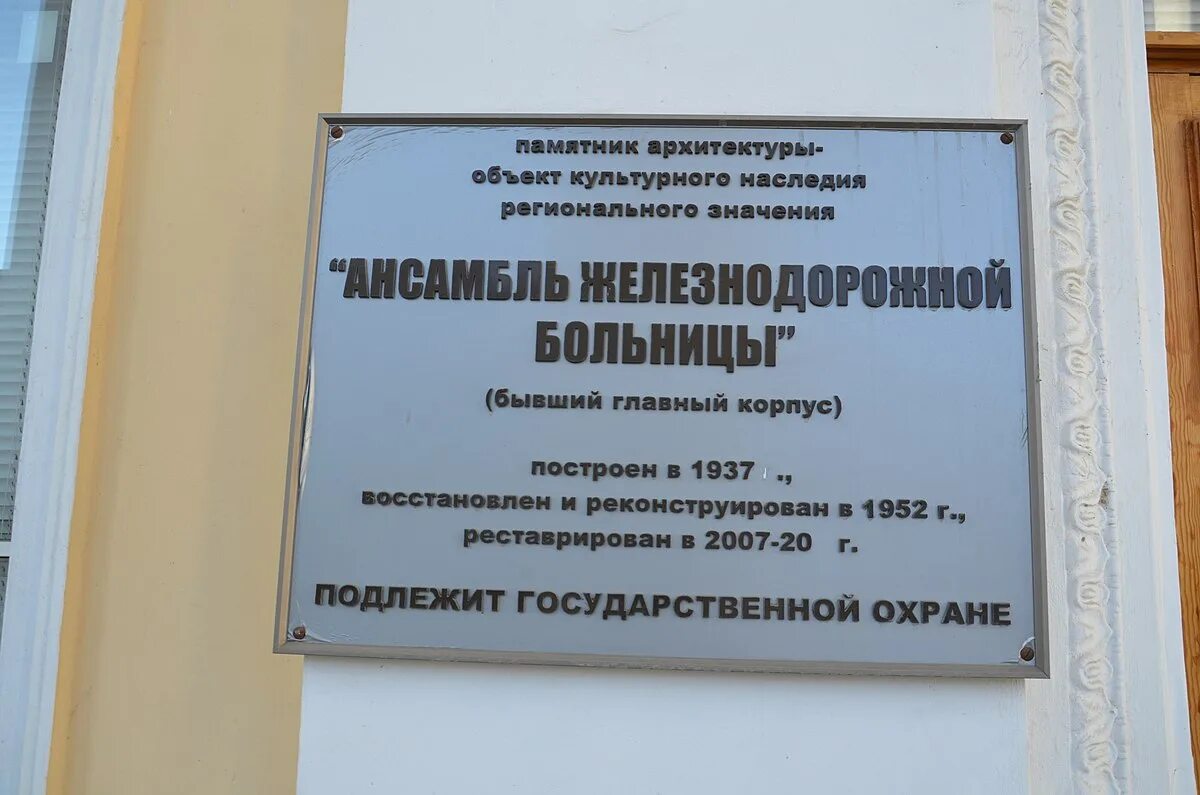 памятник архитектуры-
объект культурного наследия
регионального значения
“АНСАМБЛЬ ЖЕЛЕЗНОДОРОЖНОЙ
БОЛЬНИЦЫ”
(бывший главный корпус)
построен в 1937 .,
восстановлен и реконструирован в 1952 г.,
реставрирован в 2007-20 г.
ПОДЛЕЖИТ ГОСУДАРСТВЕННОЙ ОХРАНЕ